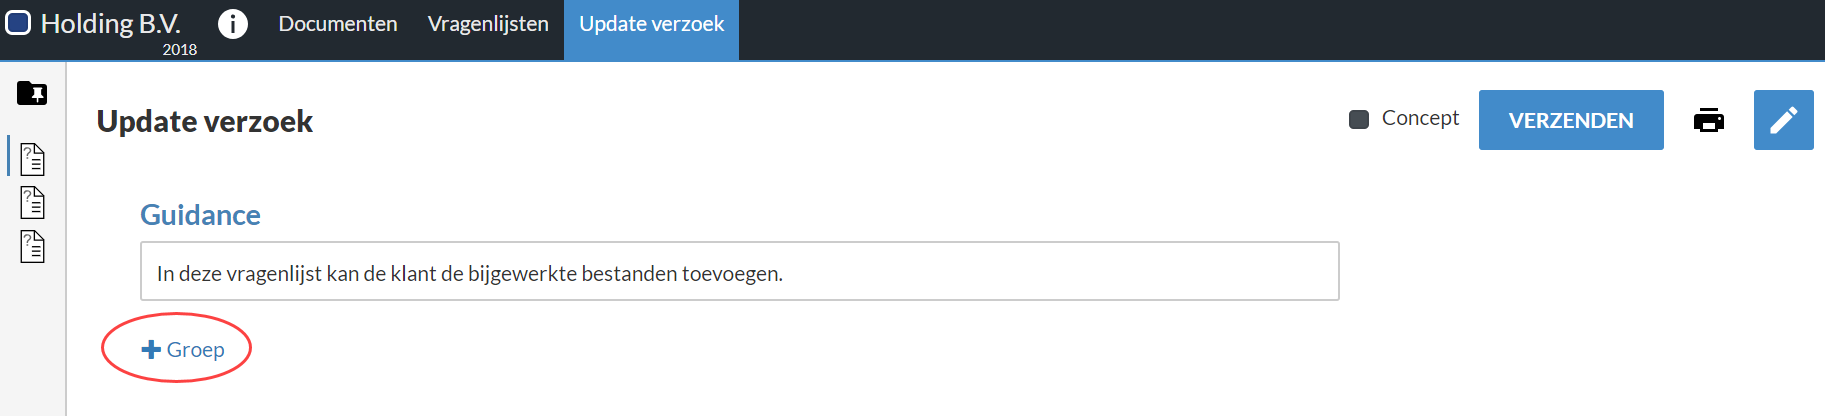 Holding B.V.
2018
Documenten
Vragenlijsten
Update verzoek
Update verzoek
Concept
VERZENDEN
Guidance
In deze vragenlijst kan de klant de bijgewerkte bestanden toevoegen.
Groep